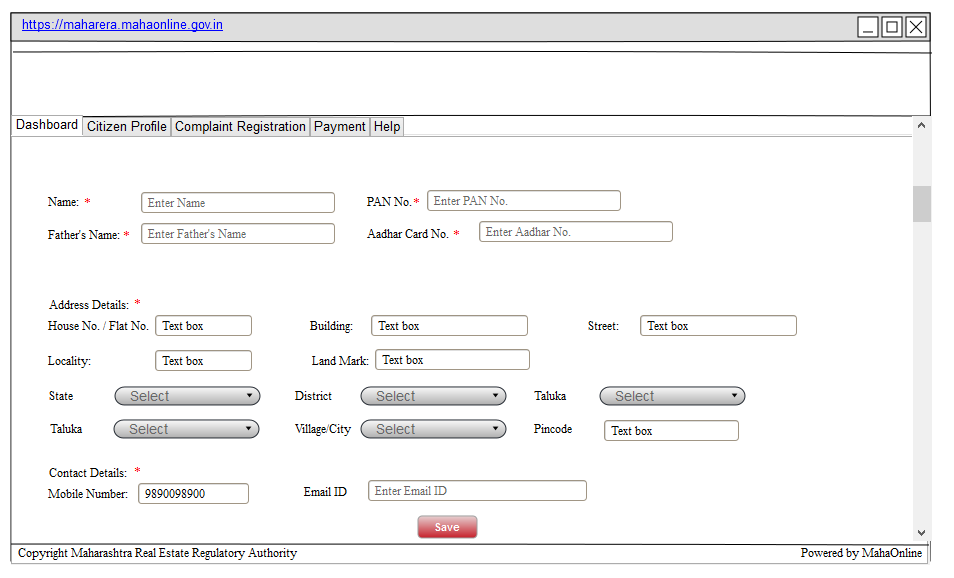 https://maharera.mahaonline.gov.in
Dashboard Citizen Profile Complaint Registration Payment Help
Name: * Enter Name PAN No. * Enter PAN No.
Father's Name: * Enter Father's Name Aadhar Card No. * Enter Aadhar No.
Address Details: *
House No. / Flat No. Text box Building: Text box Street: Text box
Locality: Text box Land Mark: Text box
State Select District Select Taluka Select
Taluka Select Village/City Select Pincode Text box
Contact Details: *
Mobile Number: 9890098900 Email ID Enter Email ID
Save
Copyright Maharashtra Real Estate Regulatory Authority Powered by MahaOnline